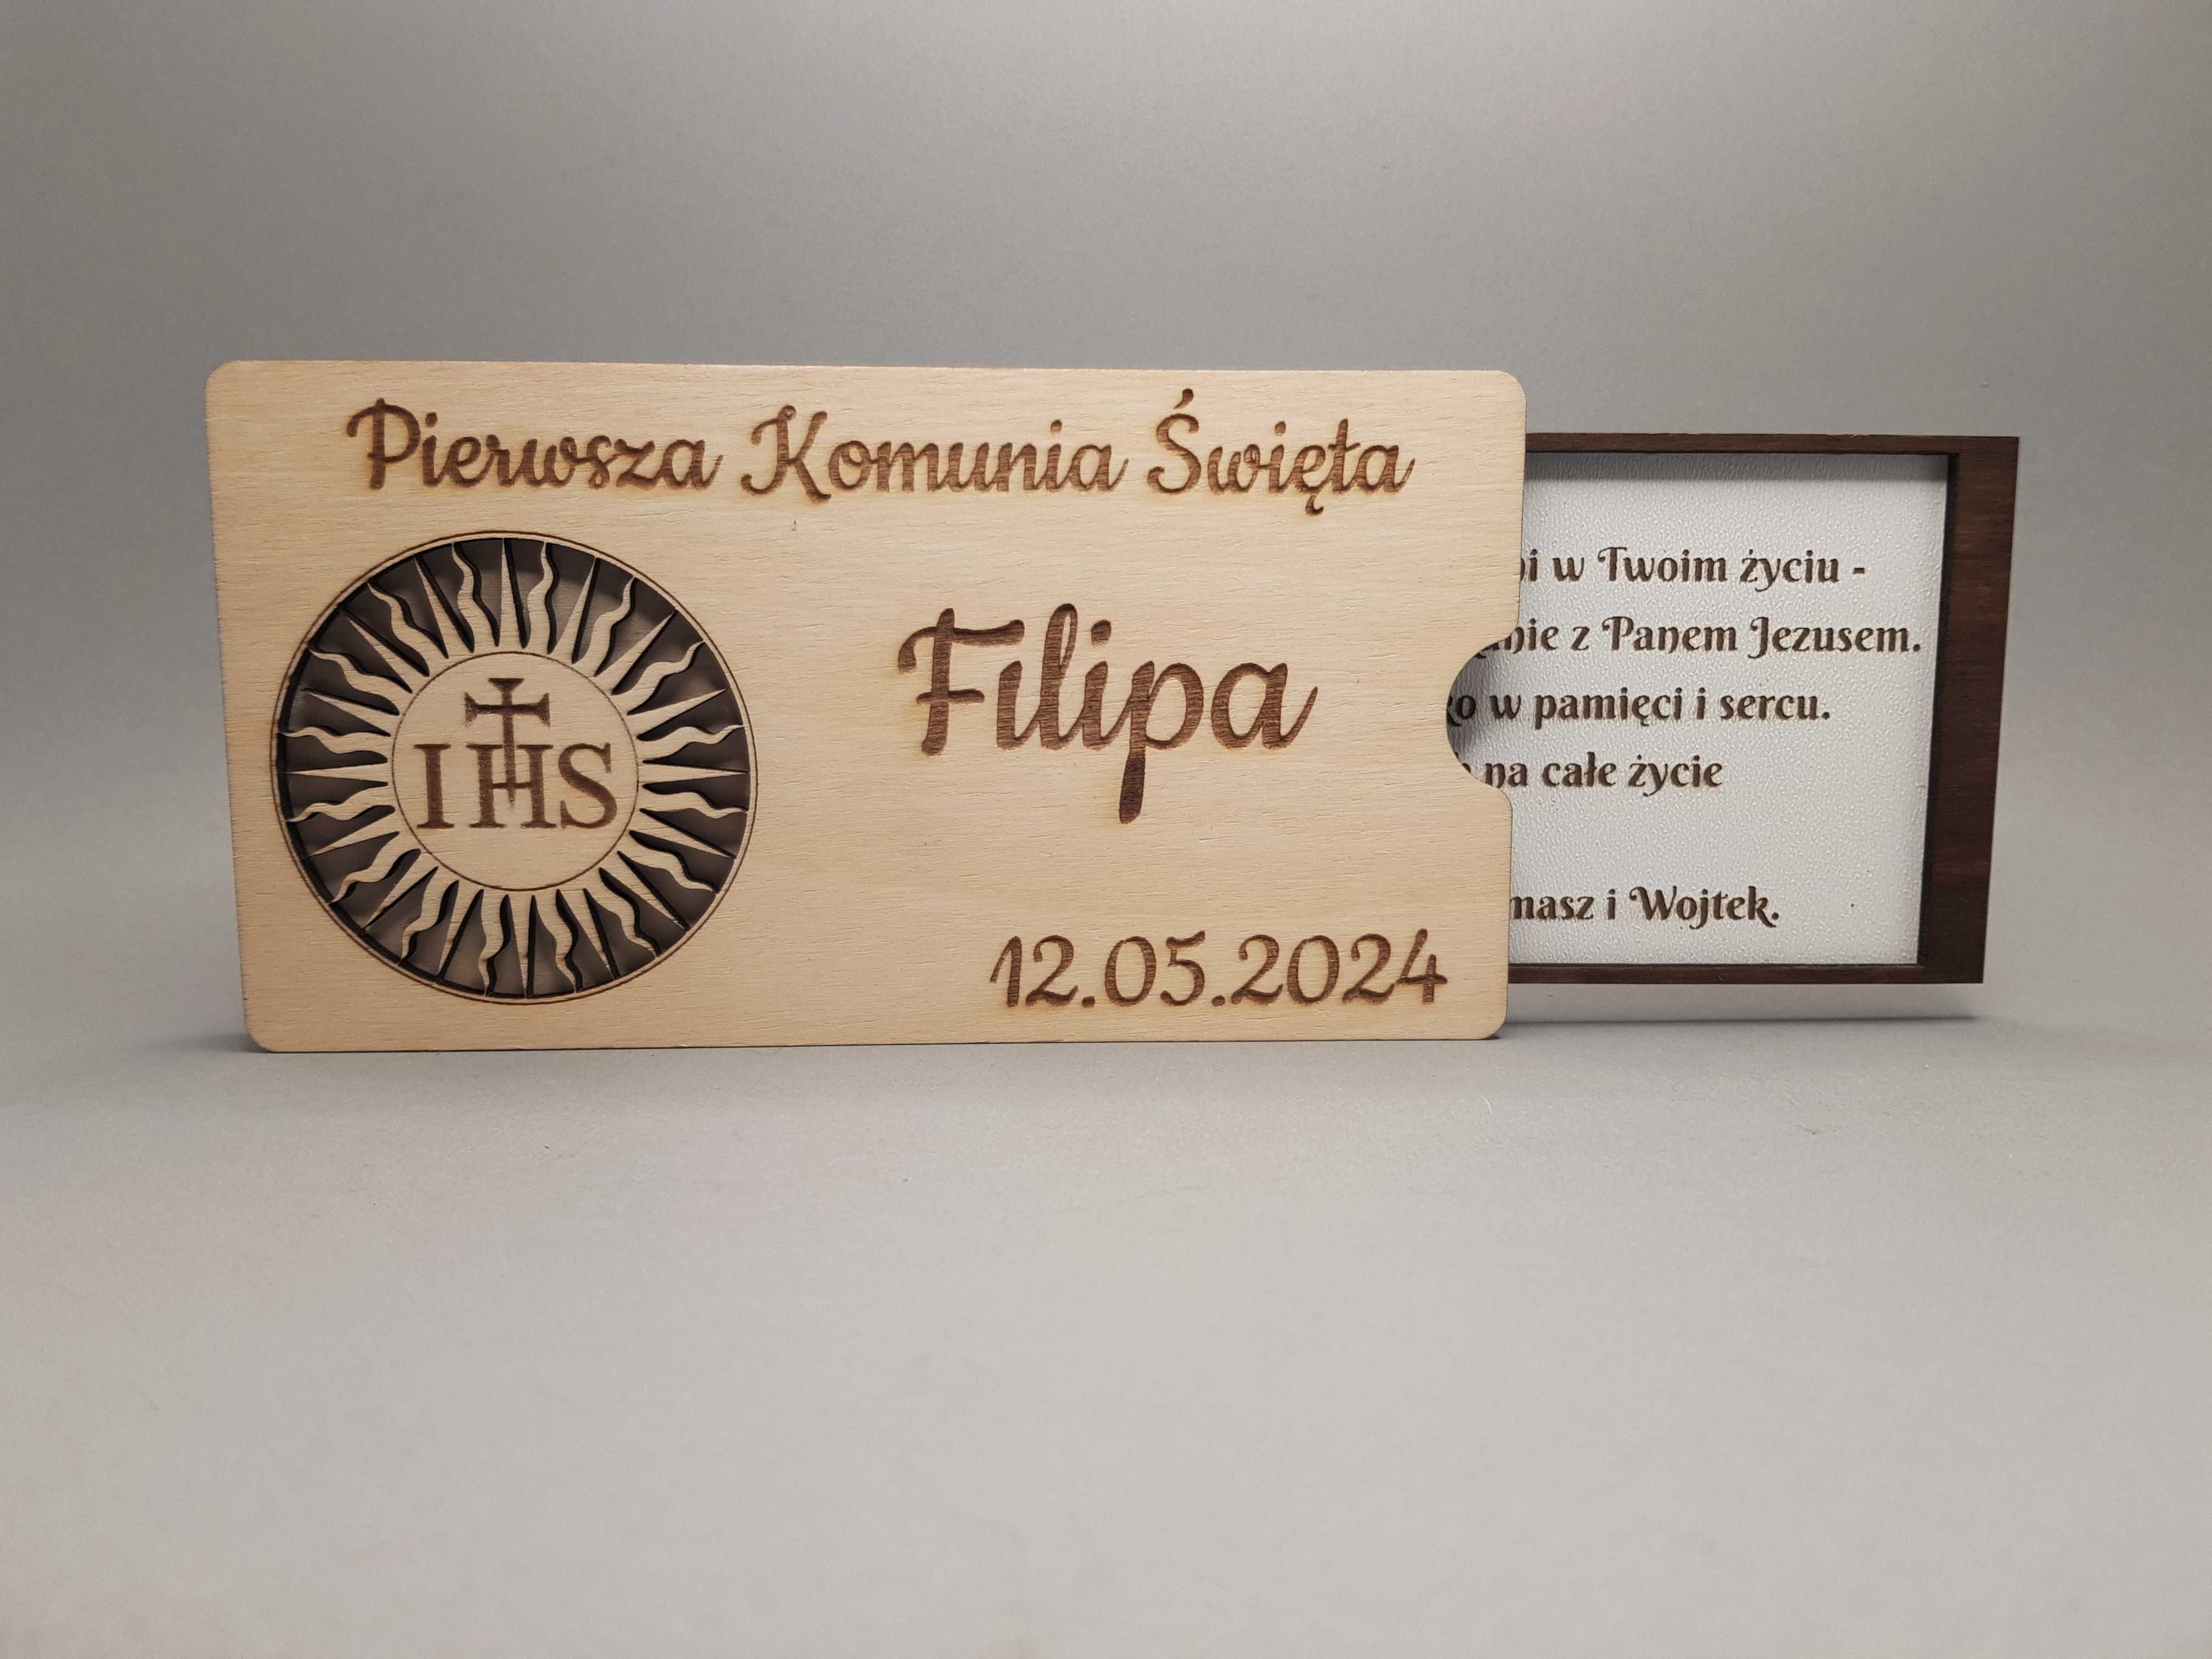 Pierwsza Komunia Święta
IHS
Filipa
12.05.2024
w Twoim życiu -
z Panem Jezusem.
w pamięci i sercu.
na całe życie
i Wojtek.